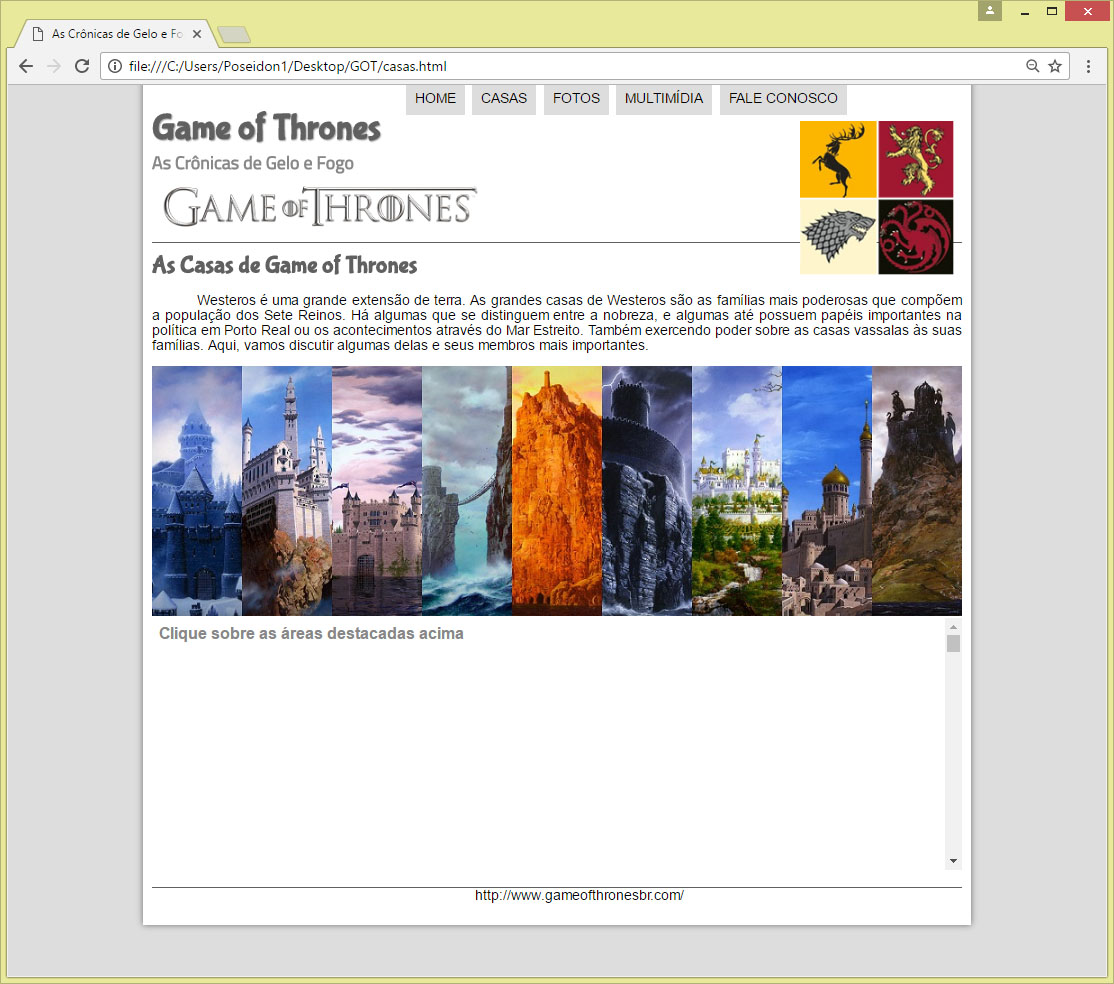 As Crônicas de Gelo e Fo
file:///C:/Users/Poseidon1/Desktop/GOT/casas.html
HOME CASAS FOTOS MULTIMÍDIA FALE CONOSCO
Game of Thrones
As Crônicas de Gelo e Fogo
GAME OF THRONES
As Casas de Game of Thrones
Westeros é uma grande extensão de terra. As grandes casas de Westeros são as famílias mais poderosas que compõem
a população dos Sete Reinos. Há algumas que se distinguem entre a nobreza, e algumas até possuem papéis importantes na
política em Porto Real ou os acontecimentos através do Mar Estreito. Também exercendo poder sobre as casas vassalas às suas
famílias. Aqui, vamos discutir algumas delas e seus membros mais importantes.
Clique sobre as áreas destacadas acima
http://www.gameofthronesbr.com/